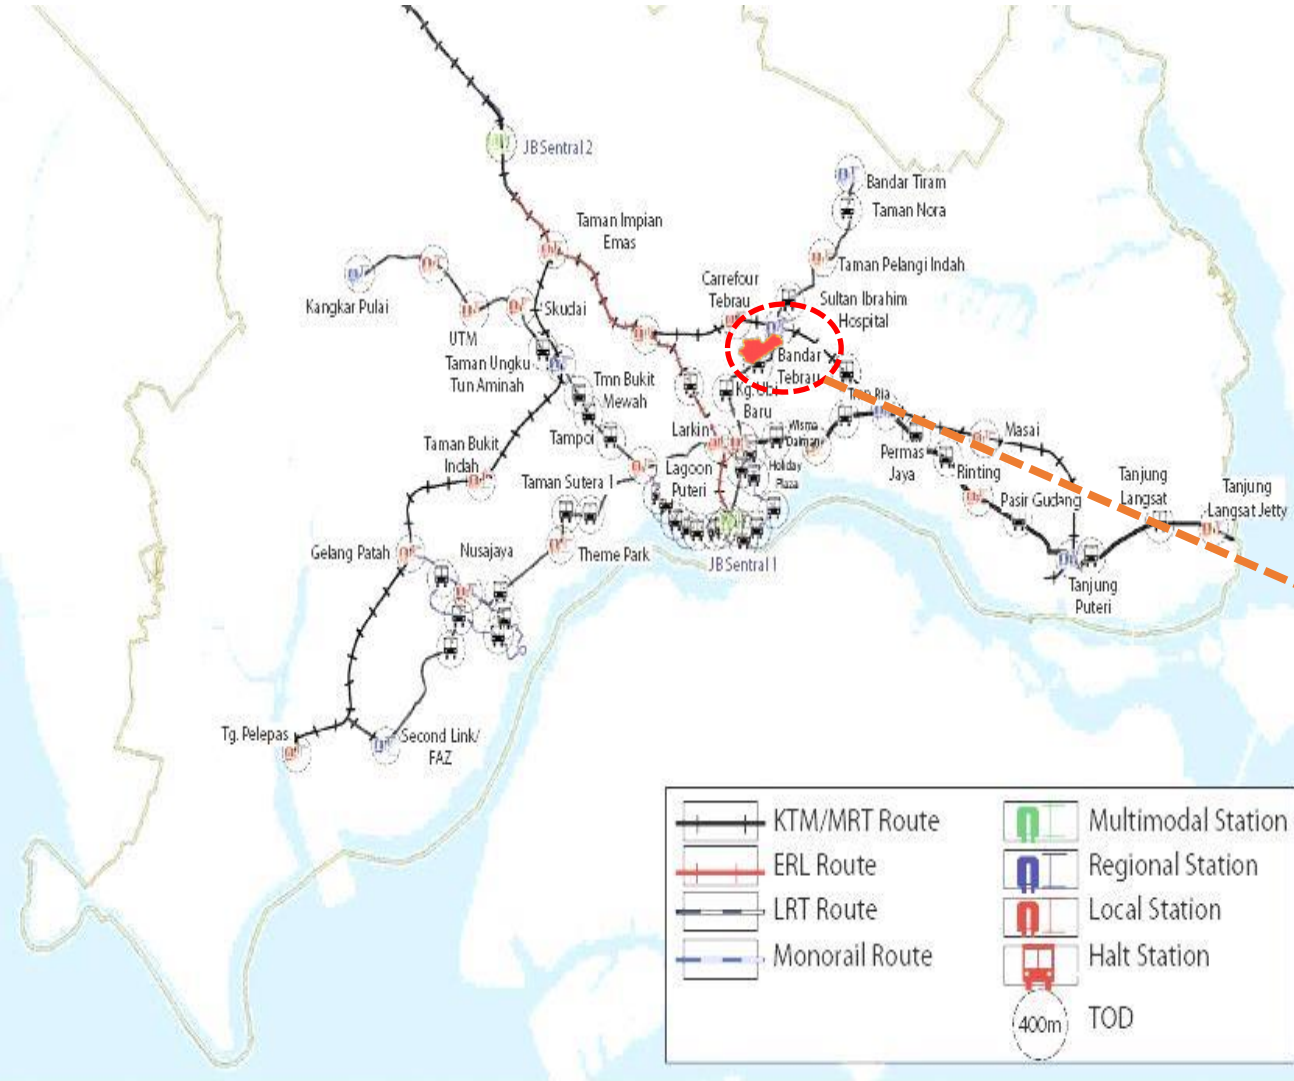 JB Sentral 2
Bandar Tiram
Taman Nora
Taman Impian
Emas
Taman Pelangi Indah
Carrefour
Tebrau
Sultan Ibrahim
Hospital
Kangkar Pulai
Skudai
UTM
Taman Ungku
Tun Aminah
Bandar
Tebrau
Tmn Bukit
Mewah
Kg. Ubi
Baru
Tmn Ria
Larkin
Wisma
Daiman
Masai
Tampoi
Taman Bukit
Indah
Permas
Jaya
Lagoon
Puteri
Holiday
Plaza
Rinting
Tanjung
Langsat
Tanjung
Langsat Jetty
Taman Sutera 1
Pasir Gudang
Gelang Patah
Nusajaya
Theme Park
JB Sentral 1
Tanjung
Puteri
Tg. Pelepas
Second Link/
FAZ
KTM/MRT Route
Multimodal Station
ERL Route
Regional Station
LRT Route
Local Station
Monorail Route
Halt Station
400m
TOD